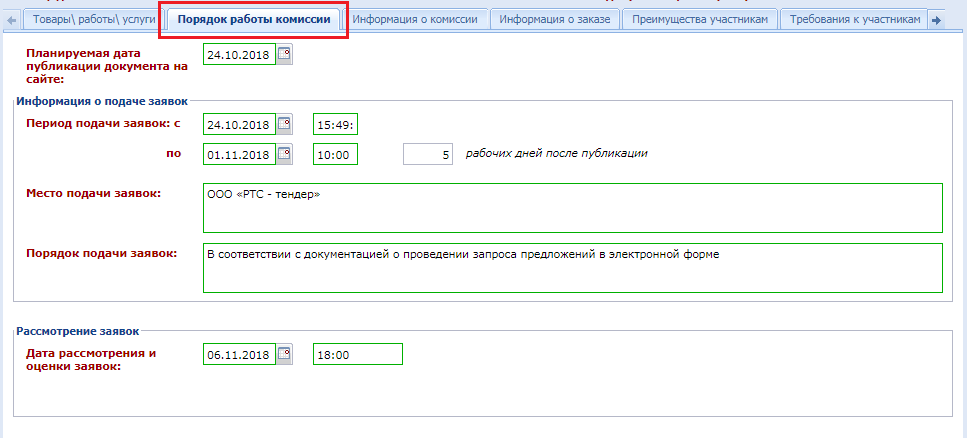 Товары\ работы\ услуги Порядок работы комиссии Информация о комиссии Информация о заказе Преимущества участникам Требования к участникам
Планируемая дата
публикации документа на
сайте:
24.10.2018
Информация о подаче заявок
Период подачи заявок: с 24.10.2018 15:49:
по 01.11.2018 10:00 5 рабочих дней после публикации
Место подачи заявок: ООО «РТС - тендер»
Порядок подачи заявок: В соответствии с документацией о проведении запроса предложений в электронной форме
Рассмотрение заявок
Дата рассмотрения и
оценки заявок:
06.11.2018 18:00